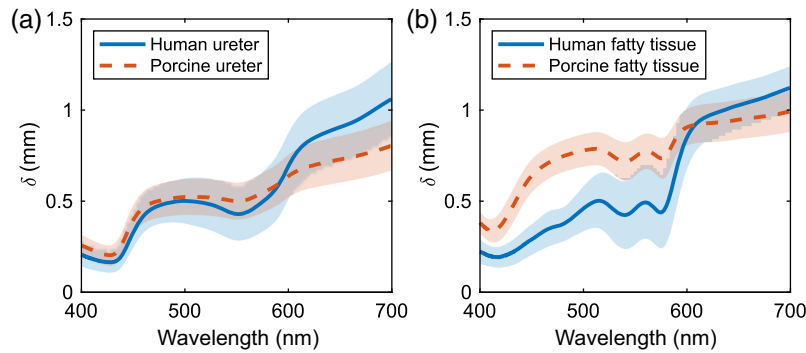 (a)
Human ureter
Porcine ureter
1.5
1
0.5
0
δ (mm)
400 500 600 700
Wavelength (nm)
(b)
Human fatty tissue
Porcine fatty tissue
1.5
1
0.5
0
δ (mm)
400 500 600 700
Wavelength (nm)